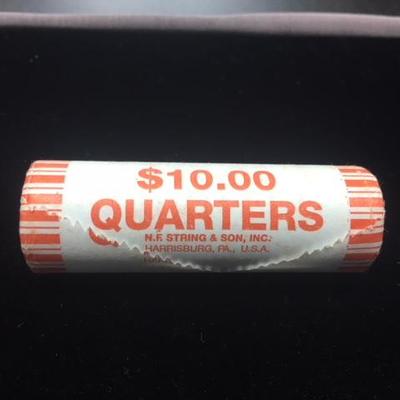 $10.00
QUARTERS
N.F. STRING & SON, INC.
HARRISBURG, PA., U.S.A.